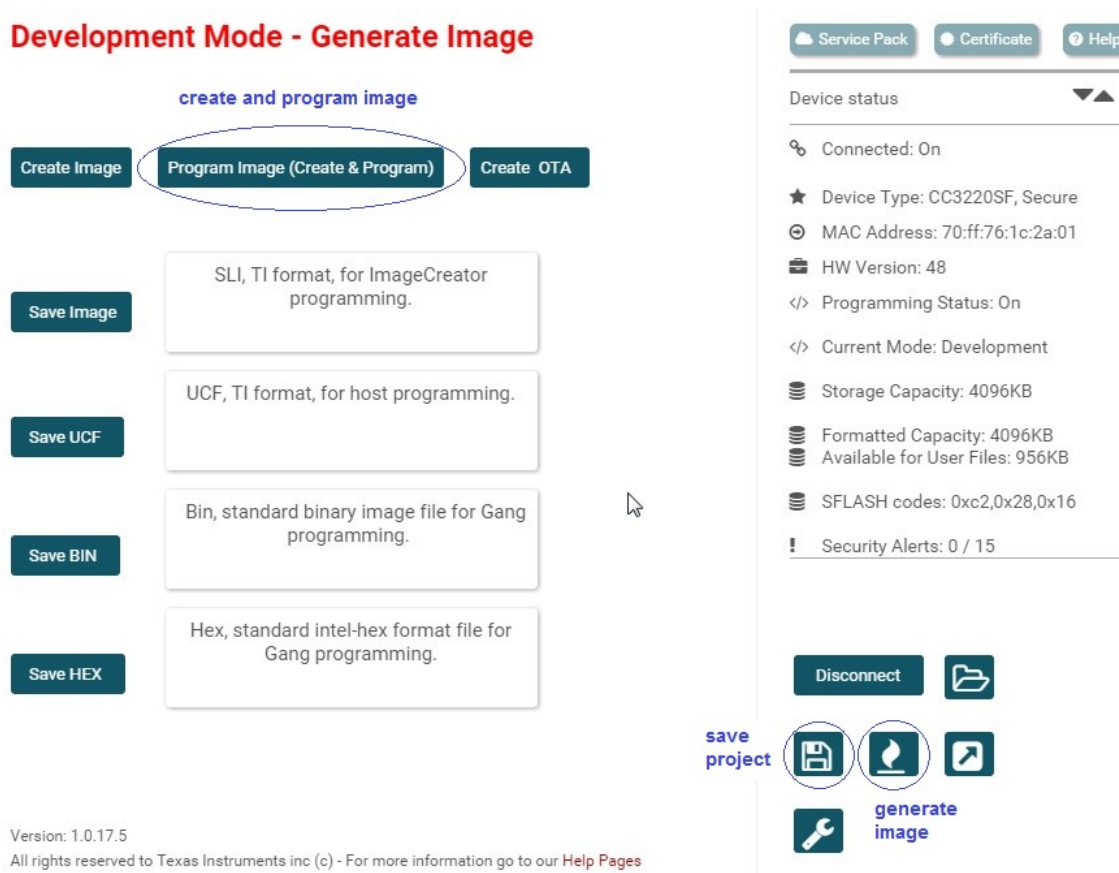 Development Mode - Generate Image
create and program image
Create Image
Program Image (Create & Program)
Create OTA
SLI, TI format, for ImageCreator
programming.
Save Image
UCF, TI format, for host programming.
Save UCF
Bin, standard binary image file for Gang
programming.
Save BIN
Hex, standard intel-hex format file for
Gang programming.
Save HEX
Version: 1.0.17.5
All rights reserved to Texas Instruments inc (c) - For more information go to our Help Pages
Service Pack
Certificate
Help
Device status
Connected: On
Device Type: CC3220SF, Secure
MAC Address: 70:ff:76:1c:2a:01
HW Version: 48
</> Programming Status: On
</> Current Mode: Development
Storage Capacity: 4096KB
Formatted Capacity: 4096KB
Available for User Files: 956KB
SFLASH codes: 0xc2,0x28,0x16
! Security Alerts: 0 / 15
Disconnect
save
project
generate
image